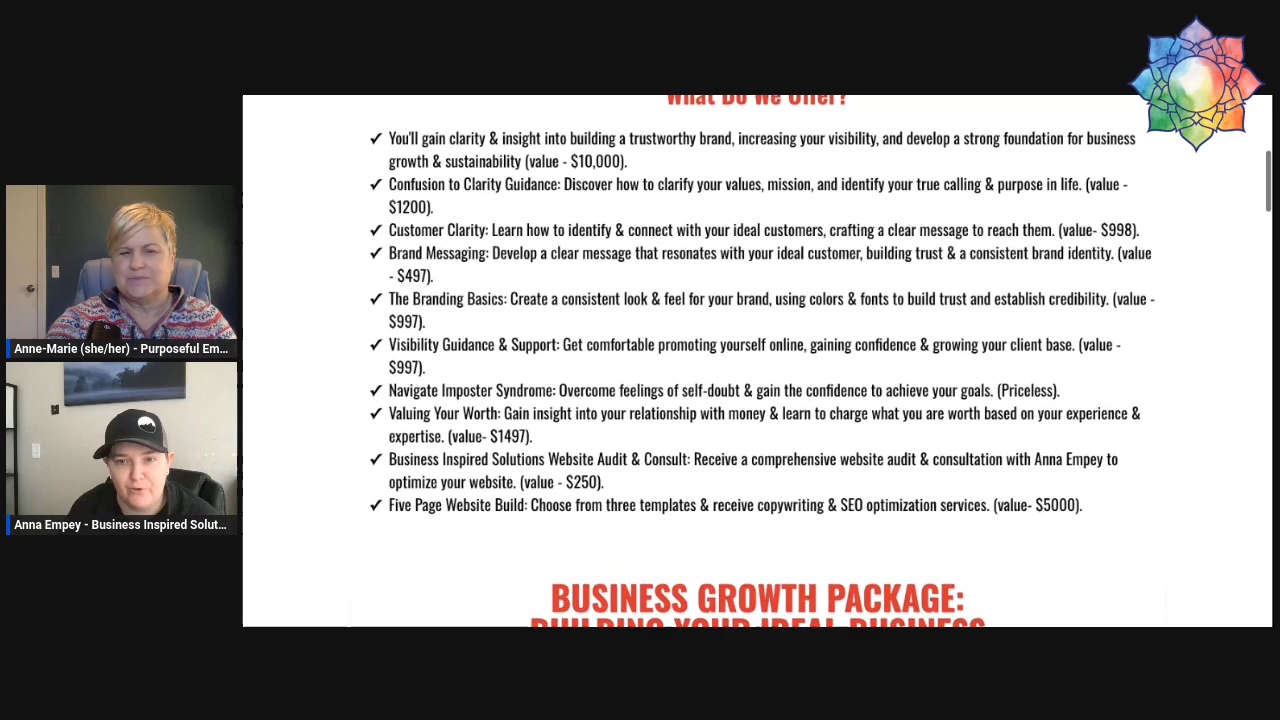 What Do We Offer?
✓ You'll gain clarity & insight into building a trustworthy brand, increasing your visibility, and develop a strong foundation for business
growth & sustainability (value - $10,000).
✓ Confusion to Clarity Guidance: Discover how to clarify your values, mission, and identify your true calling & purpose in life. (value -
$1200).
✓ Customer Clarity: Learn how to identify & connect with your ideal customers, crafting a clear message to reach them. (value- $998).
✓ Brand Messaging: Develop a clear message that resonates with your ideal customer, building trust & a consistent brand identity. (value
- $497).
✓ The Branding Basics: Create a consistent look & feel for your brand, using colors & fonts to build trust and establish credibility. (value -
$997).
✓ Visibility Guidance & Support: Get comfortable promoting yourself online, gaining confidence & growing your client base. (value -
$997).
✓ Navigate Imposter Syndrome: Overcome feelings of self-doubt & gain the confidence to achieve your goals. (Priceless).
✓ Valuing Your Worth: Gain insight into your relationship with money & learn to charge what you are worth based on your experience &
expertise. (value- $1497).
✓ Business Inspired Solutions Website Audit & Consult: Receive a comprehensive website audit & consultation with Anna Empey to
optimize your website. (value - $250).
✓ Five Page Website Build: Choose from three templates & receive copywriting & SEO optimization services. (value- $5000).
BUSINESS GROWTH PACKAGE:
BUILDING YOUR IDEAL BUSINESS
Anne-Marie (she/her) - Purposeful Em...
Anna Empey - Business Inspired Solut...